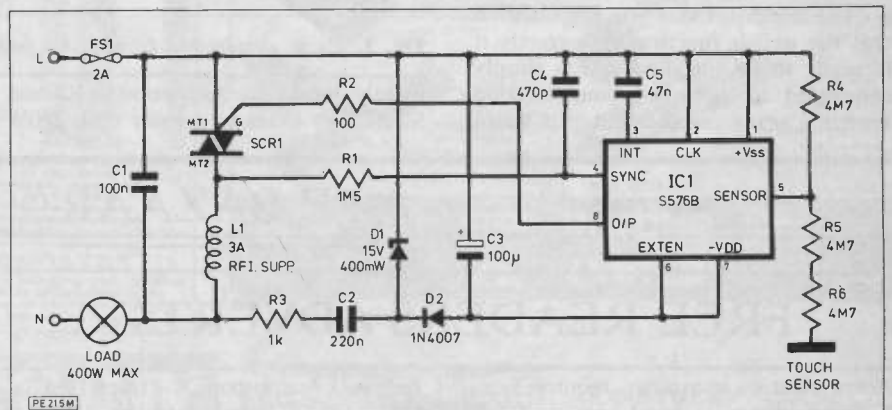 L
FS1
2A
C1
100n
MT1
G
MT2
SCR1
R2
100
R1
1M5
L1
3A
R.F.I. SUPP.
D1
15V
400mW
C3
+
100μ
C4
470p
C5
47n
3
2
1
INT
CLK
+Vss
4
SYNC
IC1
S576B
SENSOR
5
8
O/P
EXTEN
-VDD
6
7
R4
4M7
R5
4M7
R6
4M7
TOUCH
SENSOR
N
LOAD
400W MAX
R3
1k
C2
220n
D2
1N4007
PE215M